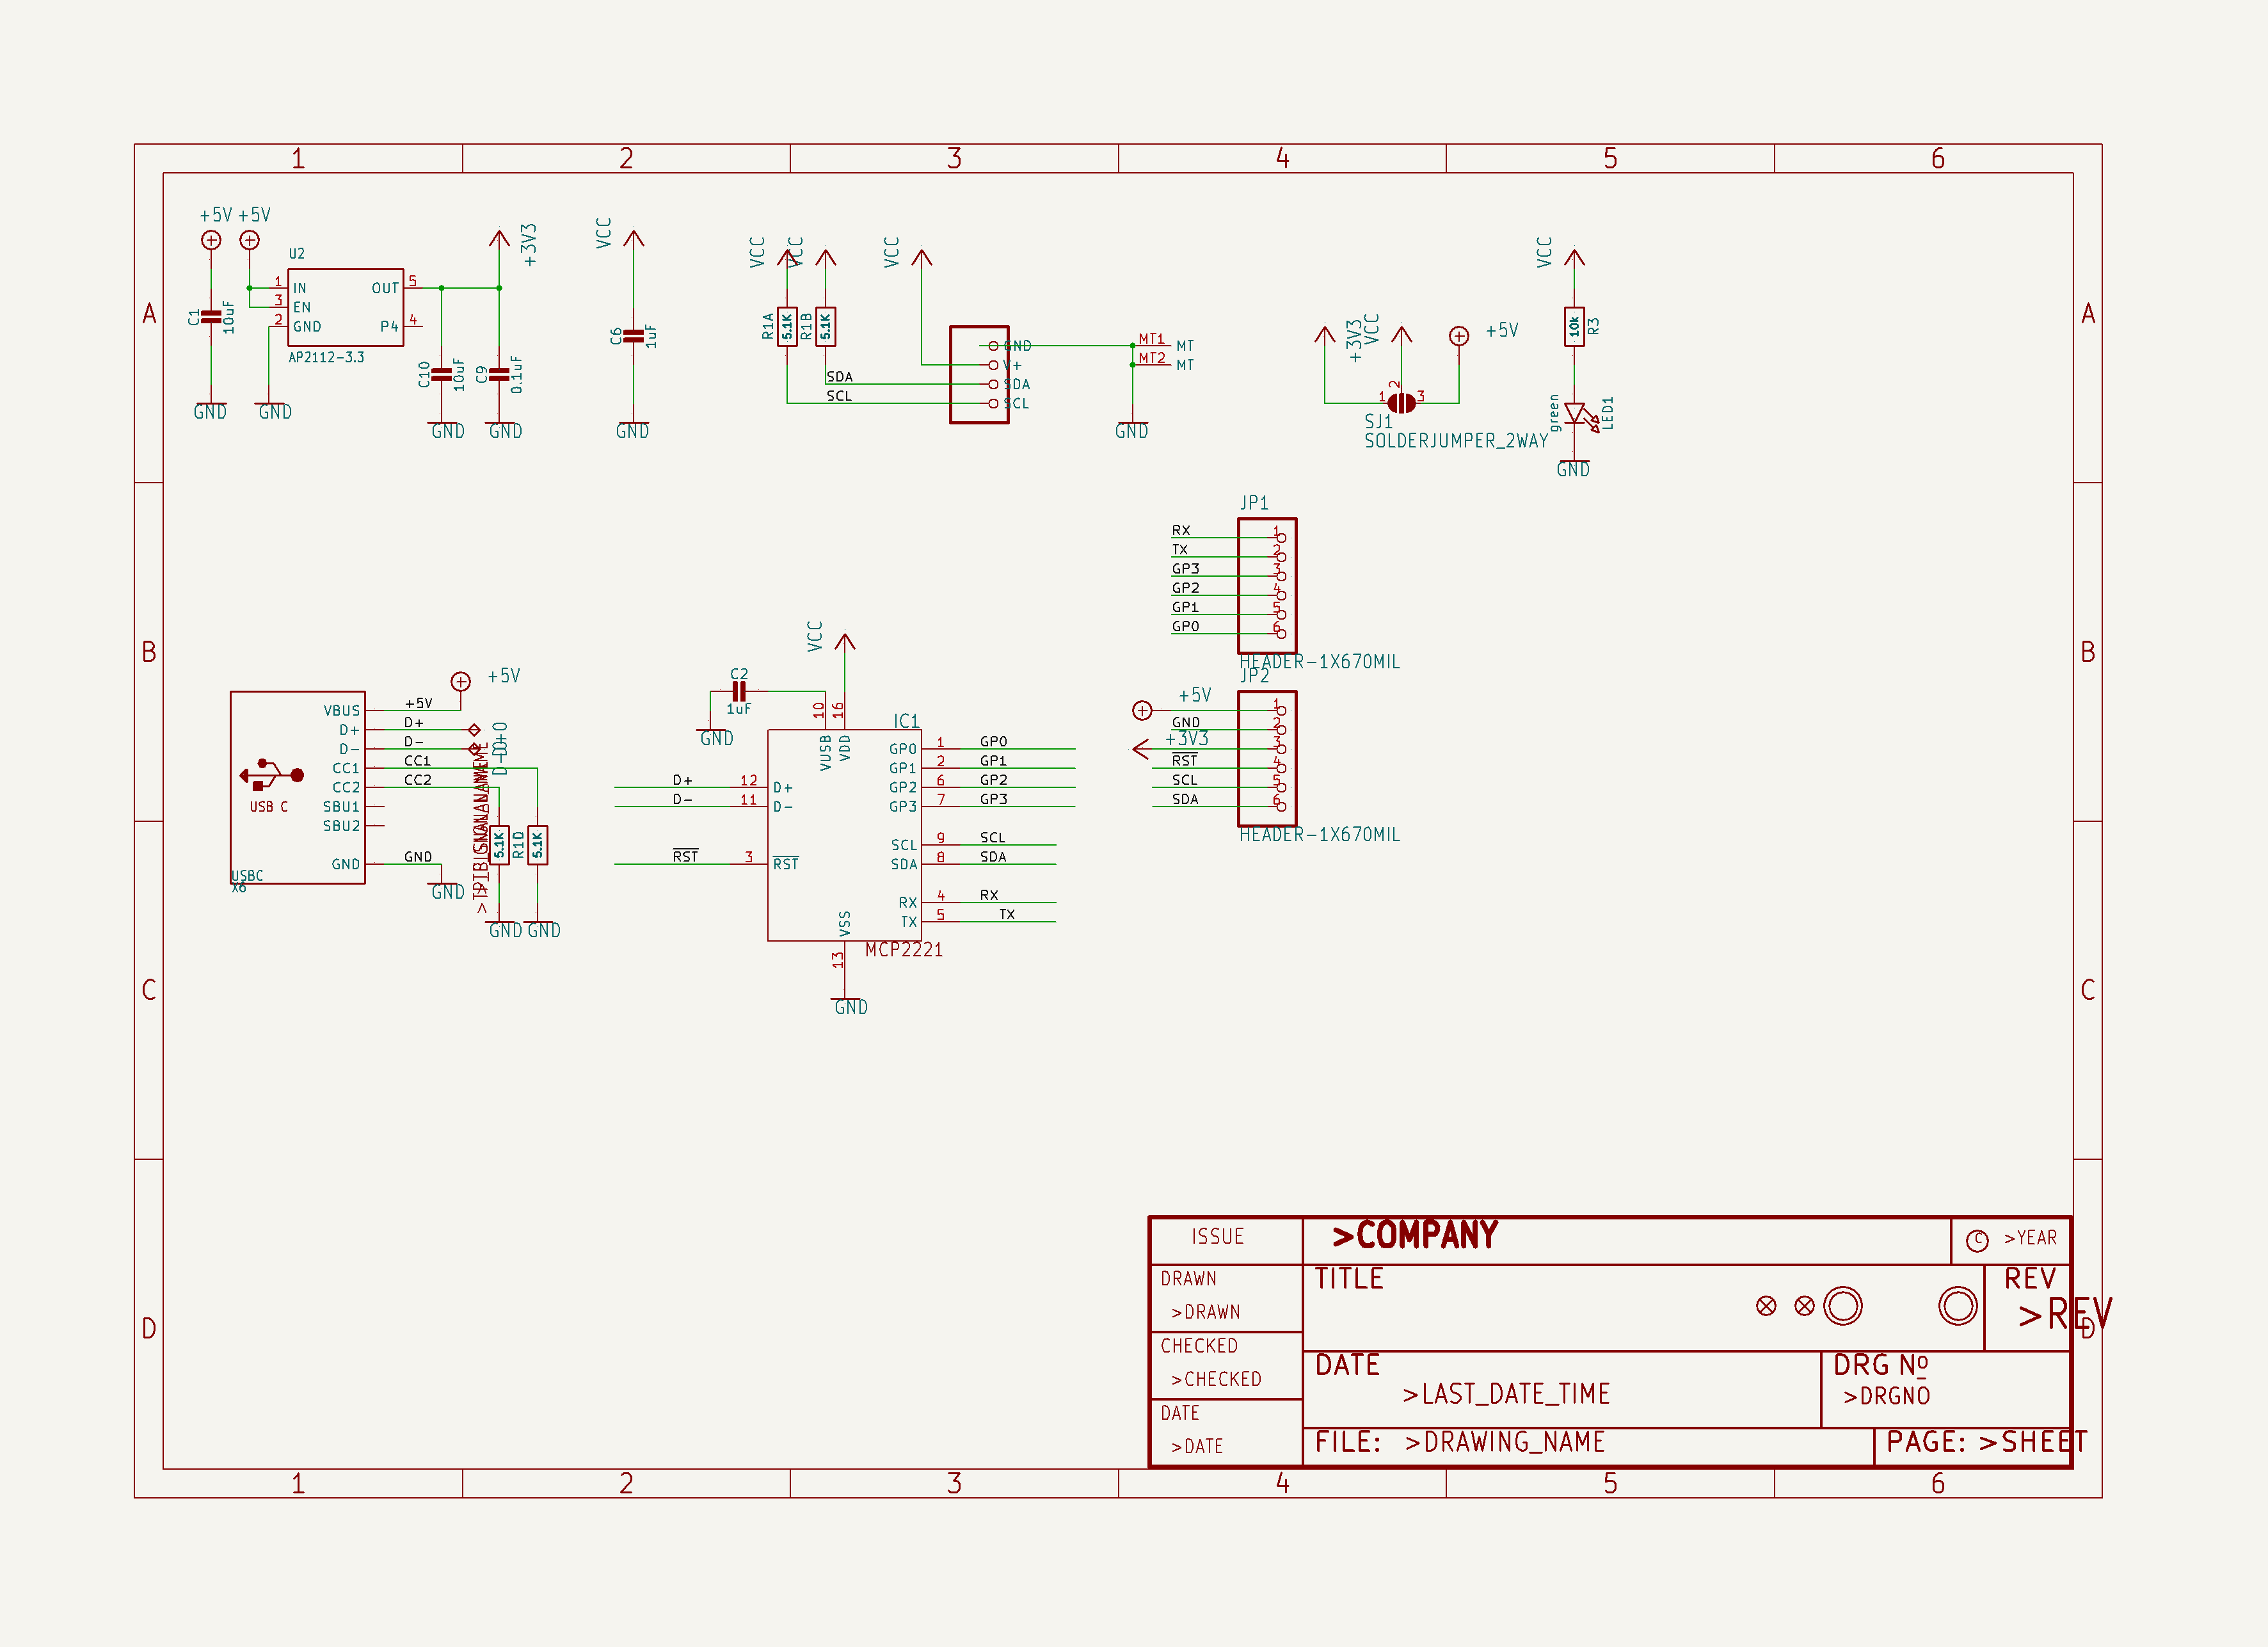 1 2 3 4 5 6
A A
B B
C C
D D
+5V +5V
U2
1 IN
3 EN
2 GND
OUT 5
P4 4
AP2112-3.3
+3V3
C1
10uF
GND
GND
C10
10uF
C9
0.1uF
GND
GND
VCC
C6
1uF
GND
VCC
VCC
VCC
R1A
5.1K
R1B
5.1K
SDA
SCL
GND
V+
SDA
SCL
MT1 MT
MT2 MT
GND
+3V3
VCC
+5V
1 2 3
SJ1
SOLDERJUMPER_2WAY
VCC
10k
R3
green
LED1
GND
JP1
RX 1
TX 2
GP3 3
GP2 4
GP1 5
GP0 6
HEADER-1X670MIL
JP2
+5V 1
GND 2
+3V3 3
RST 4
SCL 5
SDA 6
HEADER-1X670MIL
+5V
VBUS +5V
D+ D+
D- D-
CC1 CC1
CC2 CC2
SBU1
SBU2
GND GND
USB C
USBC
X6
GND
5.1K
5.1K
GND GND
VCC
C2
1uF
GND
10 16
VUSB
VDD
IC1
GP0 1 GP0
GP1 2 GP1
GP2 6 GP2
GP3 7 GP3
D+ 12 D+
D- 11 D-
SCL 9 SCL
SDA 8 SDA
RST 3 RST
RX 4 RX
TX 5 TX
VSS
13
MCP2221
GND
ISSUE
>COMPANY
C >YEAR
DRAWN
>DRAWN
TITLE
REV
>REV
CHECKED
>CHECKED
DATE
>LAST_DATE_TIME
DRG Nº
>DRGNO
DATE
>DATE
FILE: >DRAWING_NAME
PAGE: >SHEET
1 2 3 4 5 6